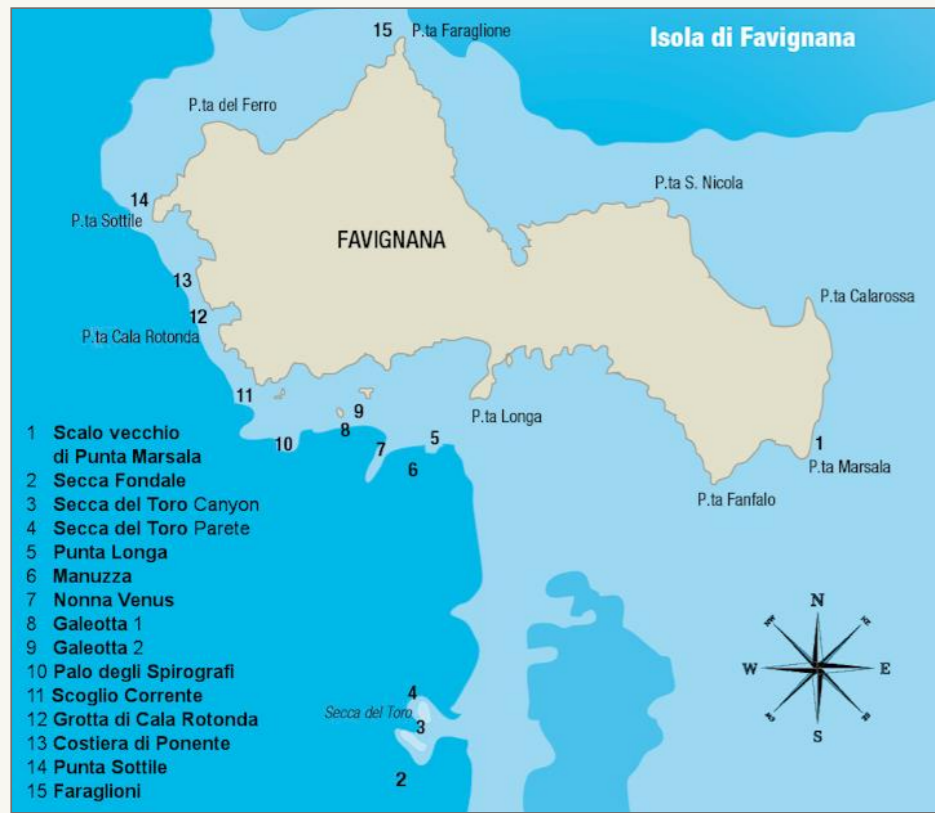 Isola di Favignana
15 P.ta Faraglione
P.ta del Ferro
P.ta S. Nicola
14
P.ta Sottile
FAVIGNANA
13
P.ta Calarossa
12
P.ta Cala Rotonda
11
9
P.ta Longa
8
10
7
5
6
1
P.ta Marsala
P.ta Fanfalo
1 Scalo vecchio
di Punta Marsala
2 Secca Fondale
3 Secca del Toro Canyon
4 Secca del Toro Parete
5 Punta Longa
6 Manuzza
7 Nonna Venus
8 Galeotta 1
9 Galeotta 2
10 Palo degli Spirografi
11 Scoglio Corrente
12 Grotta di Cala Rotonda
13 Costiera di Ponente
14 Punta Sottile
15 Faraglioni
4
Secca del Toro
3
2
N
W
E
S